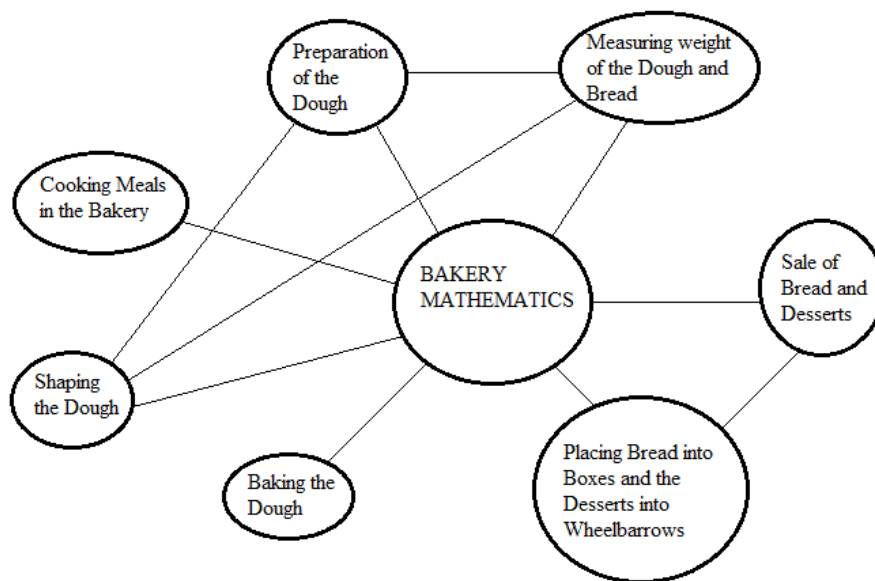 Preparation
of the
Dough
Measuring weight
of the Dough and
Bread
Cooking Meals
in the Bakery
BAKERY
MATHEMATICS
Sale of
Bread and
Desserts
Shaping
the Dough
Baking the
Dough
Placing Bread into
Boxes and the
Desserts into
Wheelbarrows